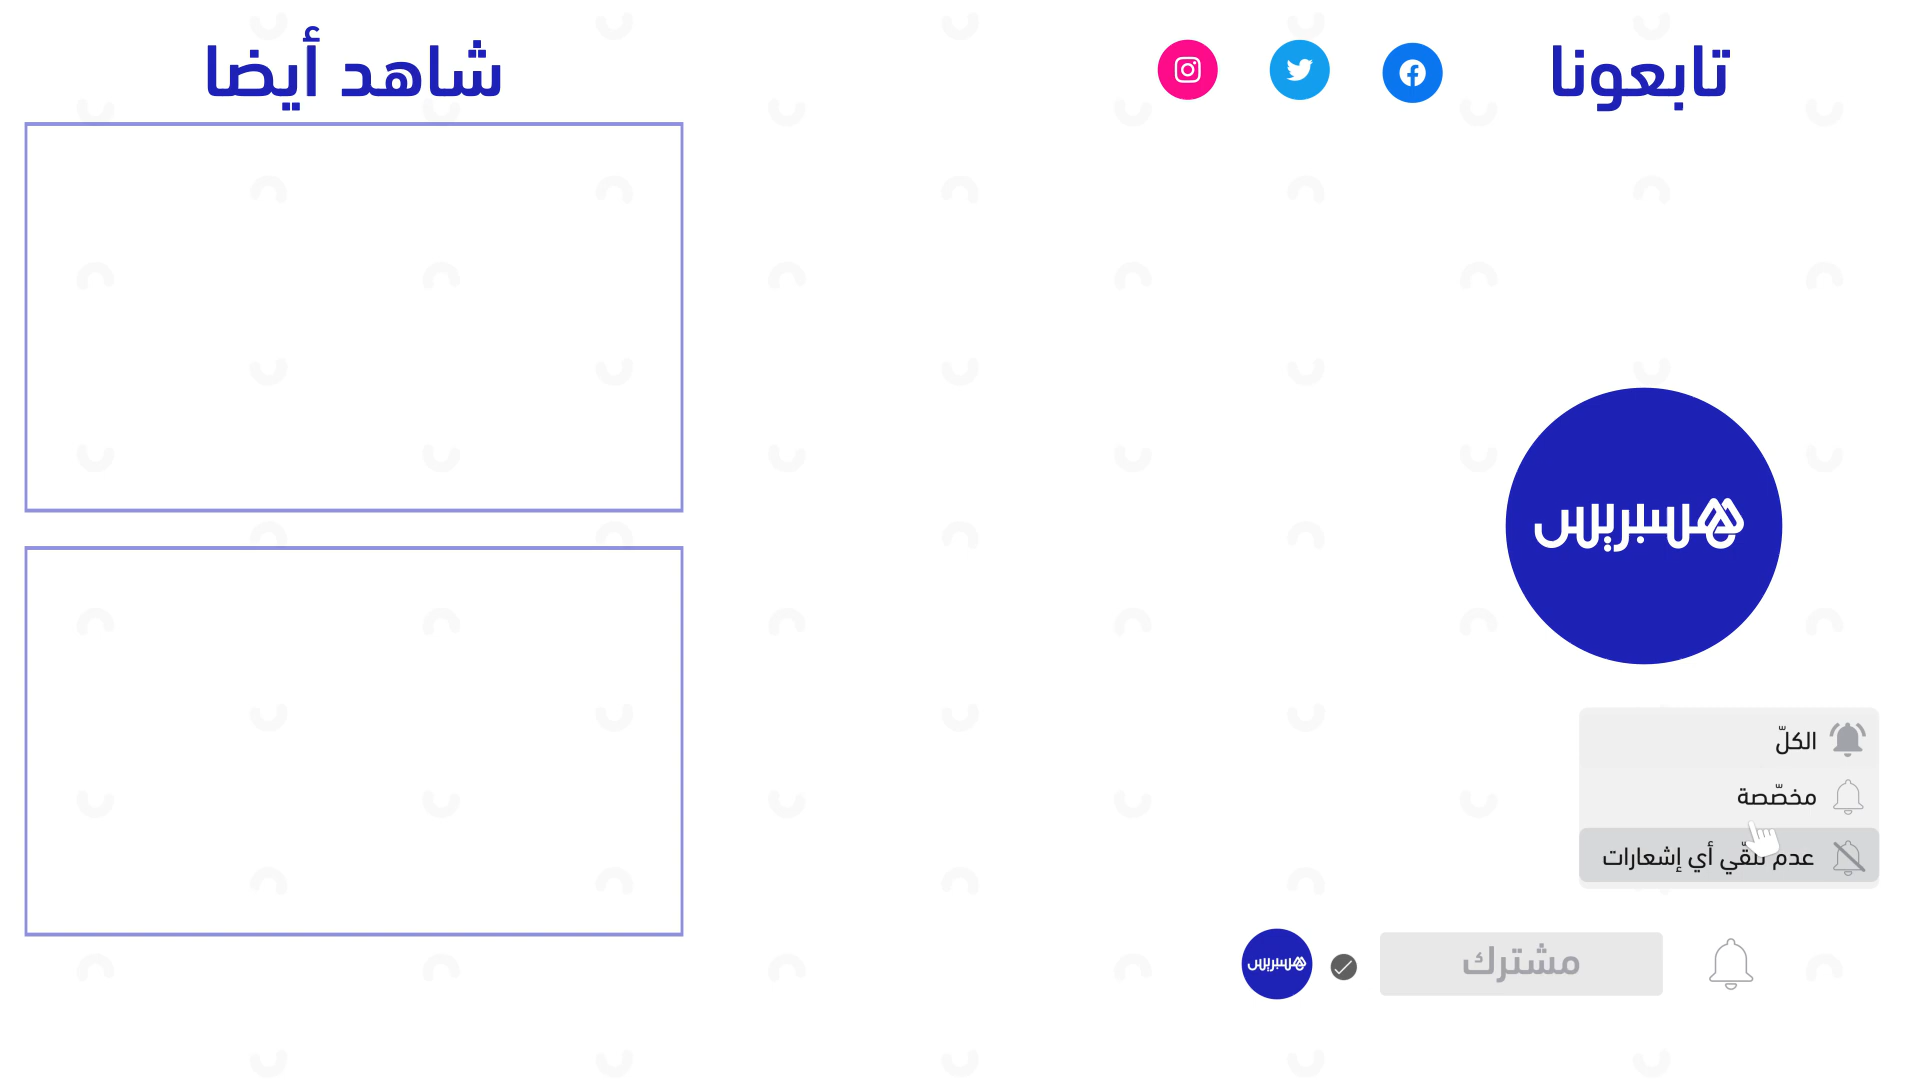 تابعونا
شاهد أيضا
هسبريس
الكلّ
مخصّصة
عدم تلقّي أي إشعارات
هسبريس
مشترك